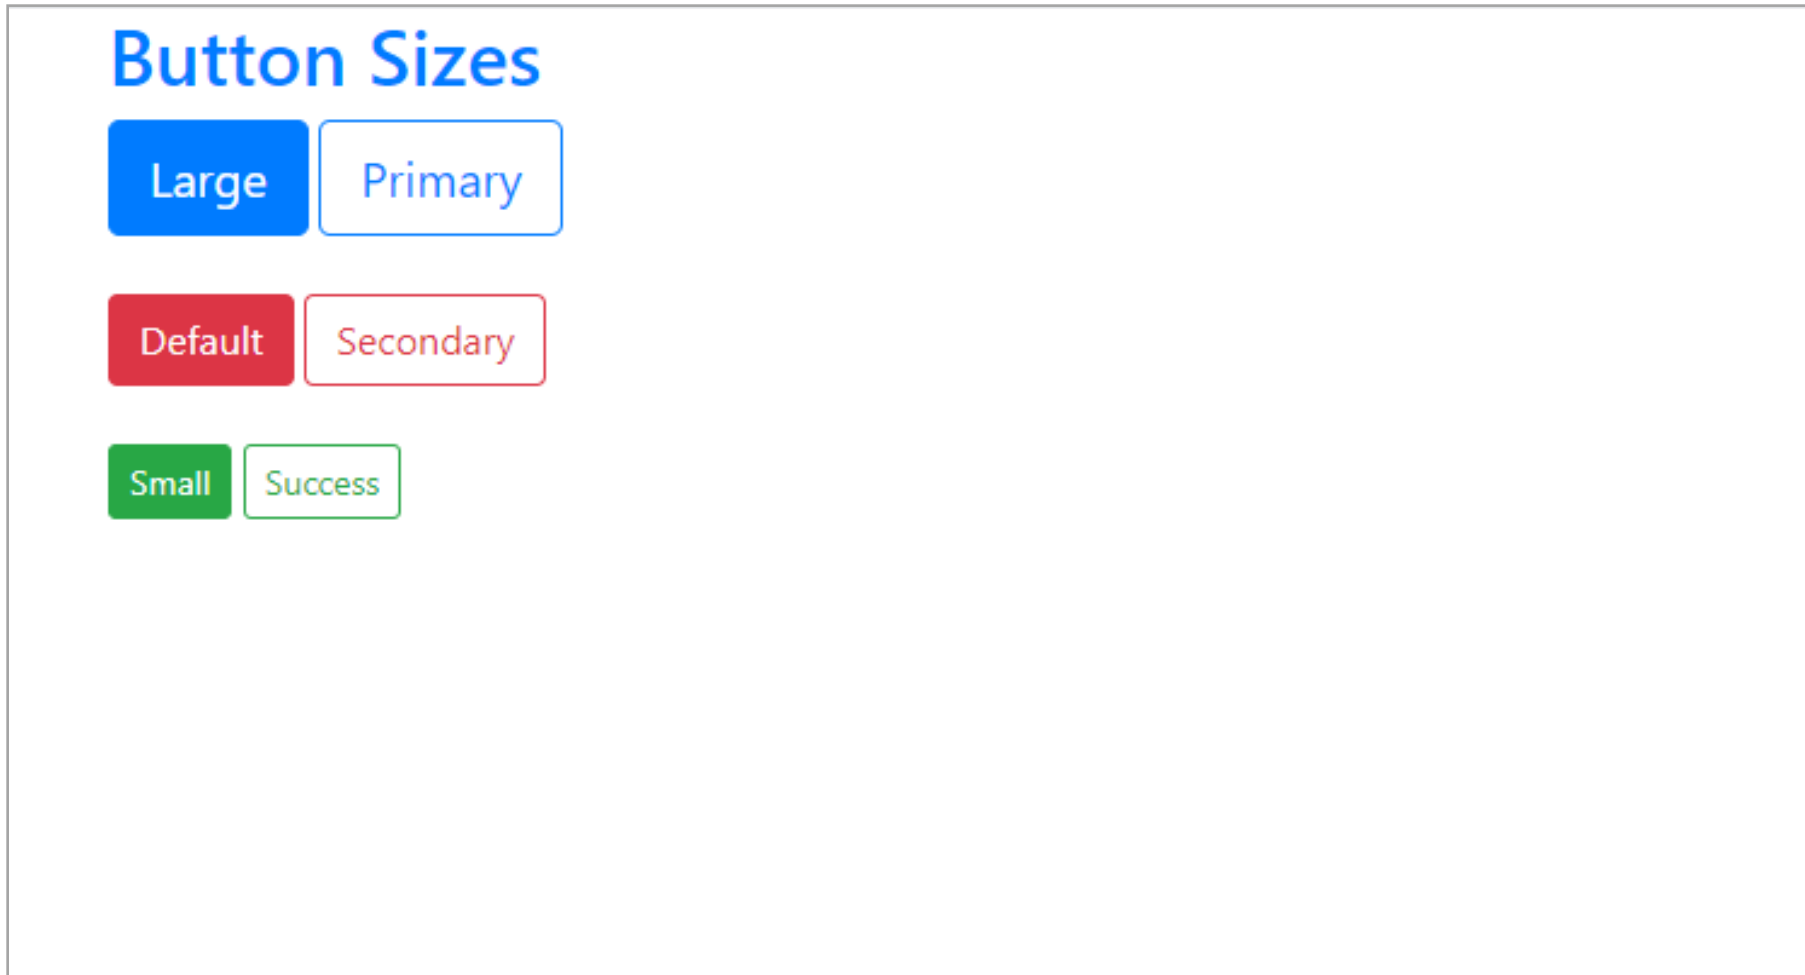 Button Sizes
Large Primary
Default Secondary
Small Success